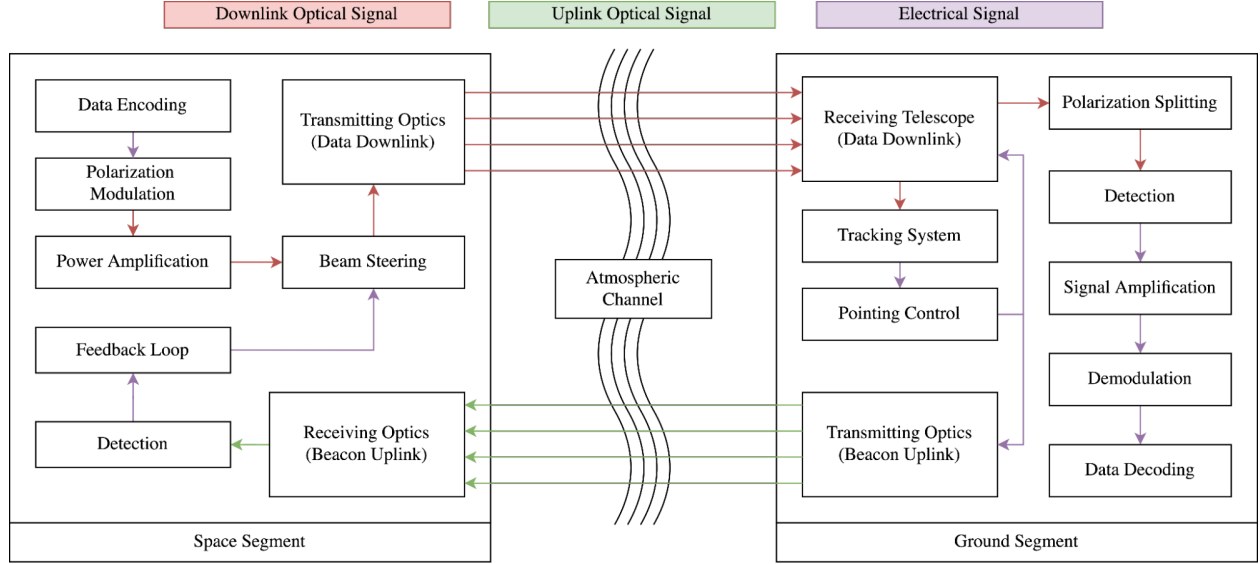 Downlink Optical Signal
Uplink Optical Signal
Electrical Signal
Data Encoding
Polarization
Modulation
Power Amplification
Transmitting Optics
(Data Downlink)
Beam Steering
Feedback Loop
Detection
Receiving Optics
(Beacon Uplink)
Space Segment
Atmospheric
Channel
Receiving Telescope
(Data Downlink)
Tracking System
Pointing Control
Transmitting Optics
(Beacon Uplink)
Polarization Splitting
Detection
Signal Amplification
Demodulation
Data Decoding
Ground Segment